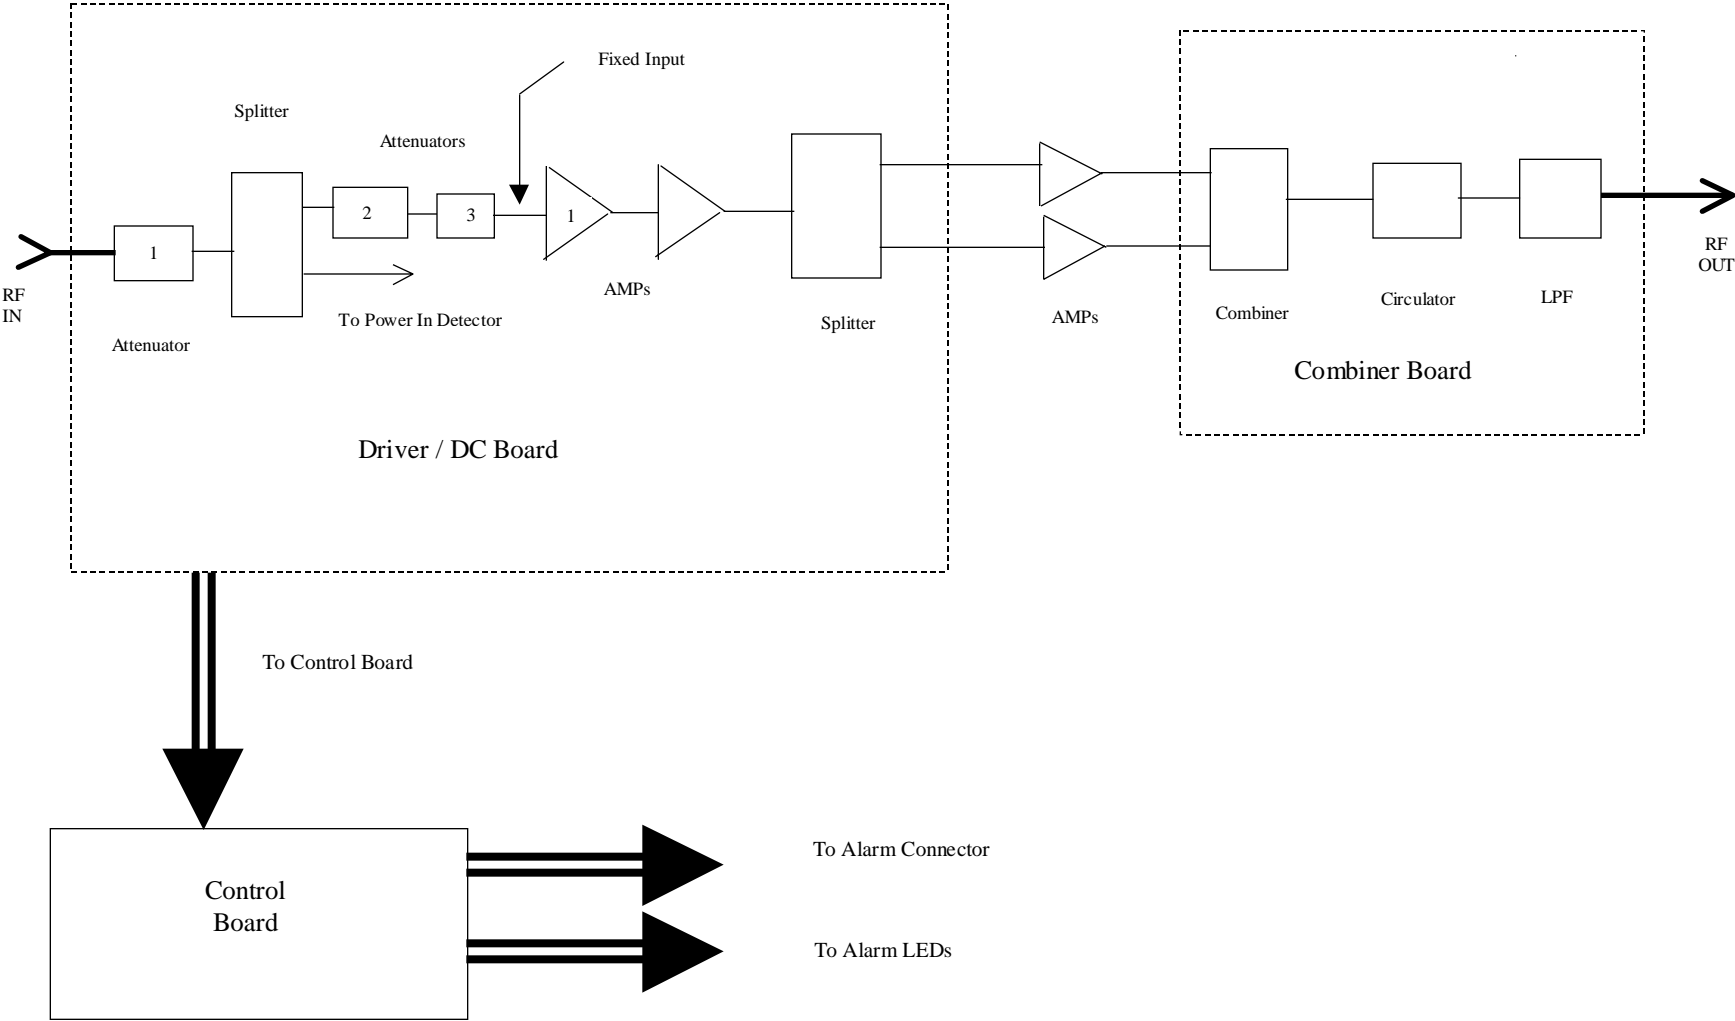 Fixed Input
Splitter
Attenuators
2
3
1
1
RF
IN
Attenuator
To Power In Detector
AMPs
Splitter
AMPs
Combiner
Circulator
LPF
RF
OUT
Combiner Board
Driver / DC Board
To Control Board
Control
Board
To Alarm Connector
To Alarm LEDs